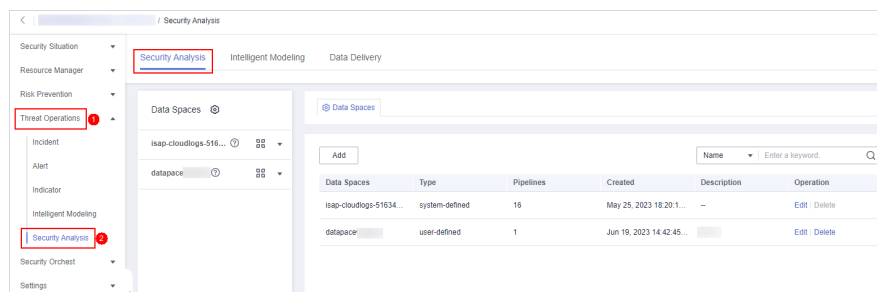 / Security Analysis
Security Situation
Resource Manager
Risk Prevention
Threat Operations 1
Incident
Alert
Indicator
Intelligent Modeling
Security Analysis 2
Security Orchest
Settings
Security Analysis Intelligent Modeling Data Delivery
Data Spaces
isap-cloudlogs-516...
datapace
Data Spaces
Add Name Enter a keyword.
Data Spaces Type Pipelines Created Description Operation
isap-cloudlogs-51634... system-defined 16 May 25, 2023 18:20:1... -- Edit Delete
datapace user-defined 1 Jun 19, 2023 14:42:45... Edit Delete